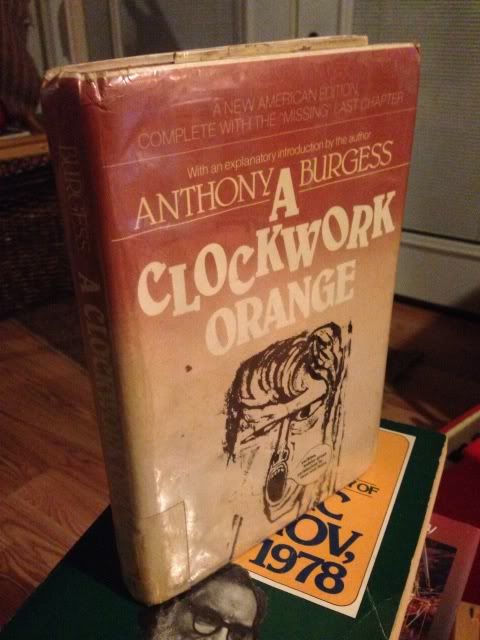 A NEW AMERICAN EDITION,
COMPLETE WITH THE "MISSING" LAST CHAPTER
With an explanatory introduction by the author
ANTHONY BURGESS
A
CLOCKWORK
ORANGE
BURGESS
A CLOCKWORK
OF
1978